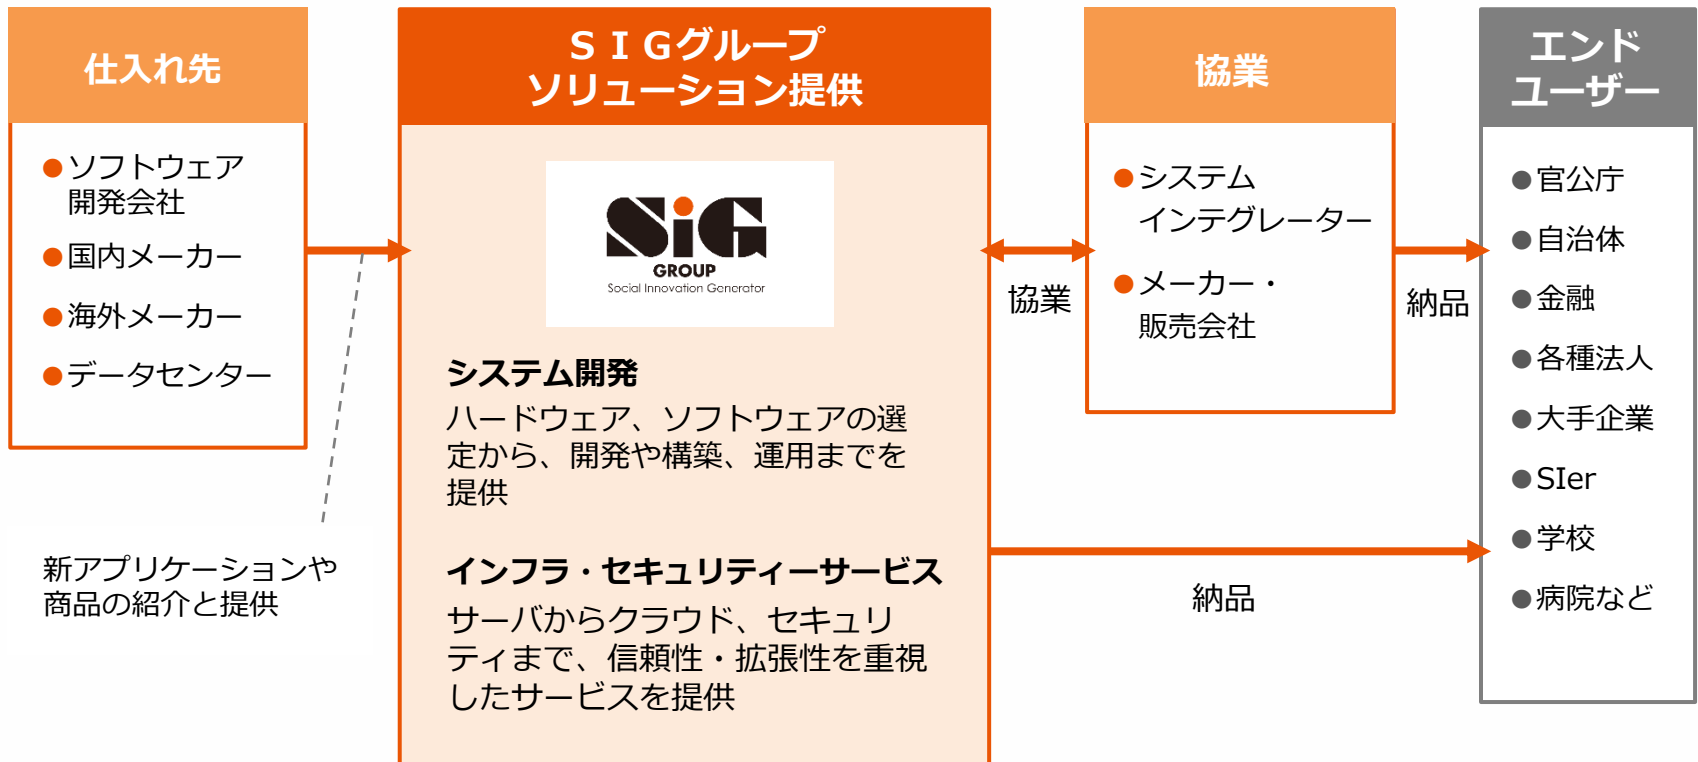 仕入れ先
●ソフトウェア
開発会社
●国内メーカー
●海外メーカー
●データセンター
新アプリケーションや
商品の紹介と提供
ＳＩＧグループ
ソリューション提供
SiG
GROUP
Social Innovation Generator
システム開発
ハードウェア、ソフトウェアの選
定から、開発や構築、運用までを
提供
インフラ・セキュリティーサービス
サーバからクラウド、セキュリ
ティまで、信頼性・拡張性を重視
したサービスを提供
協業
協業
●システム
インテグレーター
●メーカー・
販売会社
納品
納品
エンド
ユーザー
●官公庁
●自治体
●金融
●各種法人
●大手企業
●SIer
●学校
●病院など